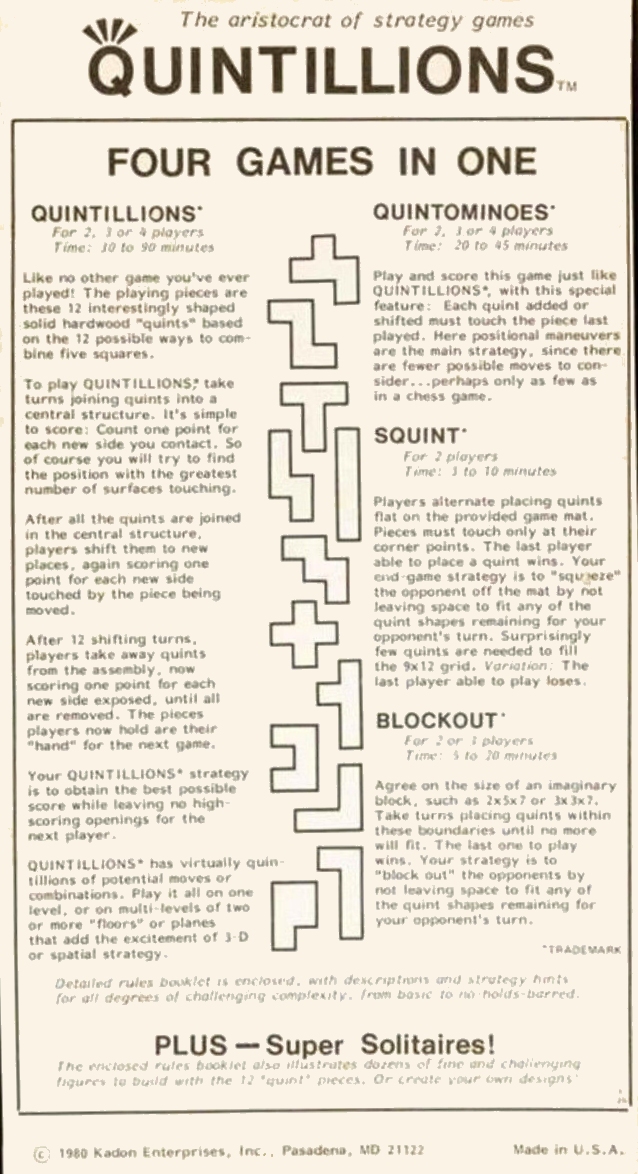 The aristocrat of strategy games
QUINTILLIONS TM
FOUR GAMES IN ONE
QUINTILLIONS*
For 2, 3 or 4 players
Time: 30 to 90 minutes
Like no other game you've ever
played! The playing pieces are
these 12 interestingly shaped
solid hardwood "quints" based
on the 12 possible ways to com-
bine five squares.
To play QUINTILLIONS,* take
turns joining quints into a
central structure. It's simple
to score: Count one point for
each new side you contact. So
of course you will try to find
the position with the greatest
number of surfaces touching.
After all the quints are joined
in the central structure,
players shift them to new
places, again scoring one
point for each new side
touched by the piece being
moved.
After 12 shifting turns,
players take away quints
from the assembly, now
scoring one point for each
new side exposed, until all
are removed. The pieces
players now hold are their
"hand" for the next game.
Your QUINTILLIONS* strategy
is to obtain the best possible
score while leaving no high-
scoring openings for the
next player.
QUINTILLIONS* has virtually quin-
tillions of potential moves or
combinations. Play it all on one
level, or on multi-levels of two
or more "floors" or planes
that add the excitement of 3-D
or spatial strategy.
QUINTOMINOES*
For 2, 3 or 4 players
Time: 20 to 45 minutes
Play and score this game just like
QUINTILLIONS*, with this special
feature: Each quint added or
shifted must touch the piece last
played. Here positional maneuvers
are the main strategy, since there
are fewer possible moves to con-
sider...perhaps only as few as
in a chess game.
SQUINT*
For 2 players
Time: 3 to 10 minutes
Players alternate placing quints
flat on the provided game mat.
Pieces must touch only at their
corner points. The last player
able to place a quint wins. Your
end-game strategy is to "squeeze"
the opponent off the mat by not
leaving space to fit any of the
quint shapes remaining for your
opponent's turn. Surprisingly
few quints are needed to fill
the 9x12 grid. Variation: The
last player able to play loses.
BLOCKOUT*
For 2 or 3 players
Time: 5 to 20 minutes
Agree on the size of an imaginary
block, such as 2x5x7 or 3x3x7.
Take turns placing quints within
these boundaries until no more
will fit. The last one to play
wins. Your strategy is to
"block out" the opponents by
not leaving space to fit any of
the quint shapes remaining for
your opponent's turn.
*TRADEMARK
Detailed rules booklet is enclosed, with descriptions and strategy hints
for all degrees of challenging complexity, from basic to no-holds-barred.
PLUS — Super Solitaires!
The enclosed rules booklet also illustrates dozens of fine and challenging
figures to build with the 12 "quint" pieces. Or create your own designs!
© 1980 Kadon Enterprises, Inc., Pasadena, MD 21122
Made in U.S.A.